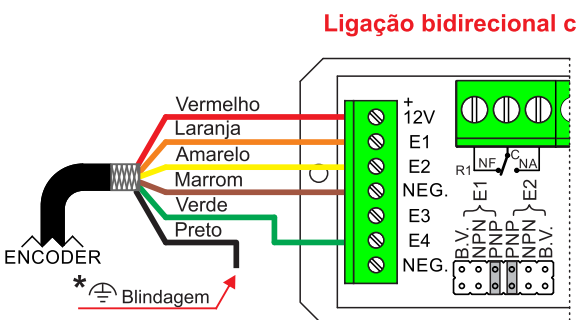 Ligação bidirecional c
Vermelho
Laranja
Amarelo
Marrom
Verde
Preto
ENCODER
* Blindagem
+
12V
E1
E2
NEG.
E3
E4
NEG.
R1 NF C NA
E1 E2
B.V. NPN PNP PNP NPN B.V.